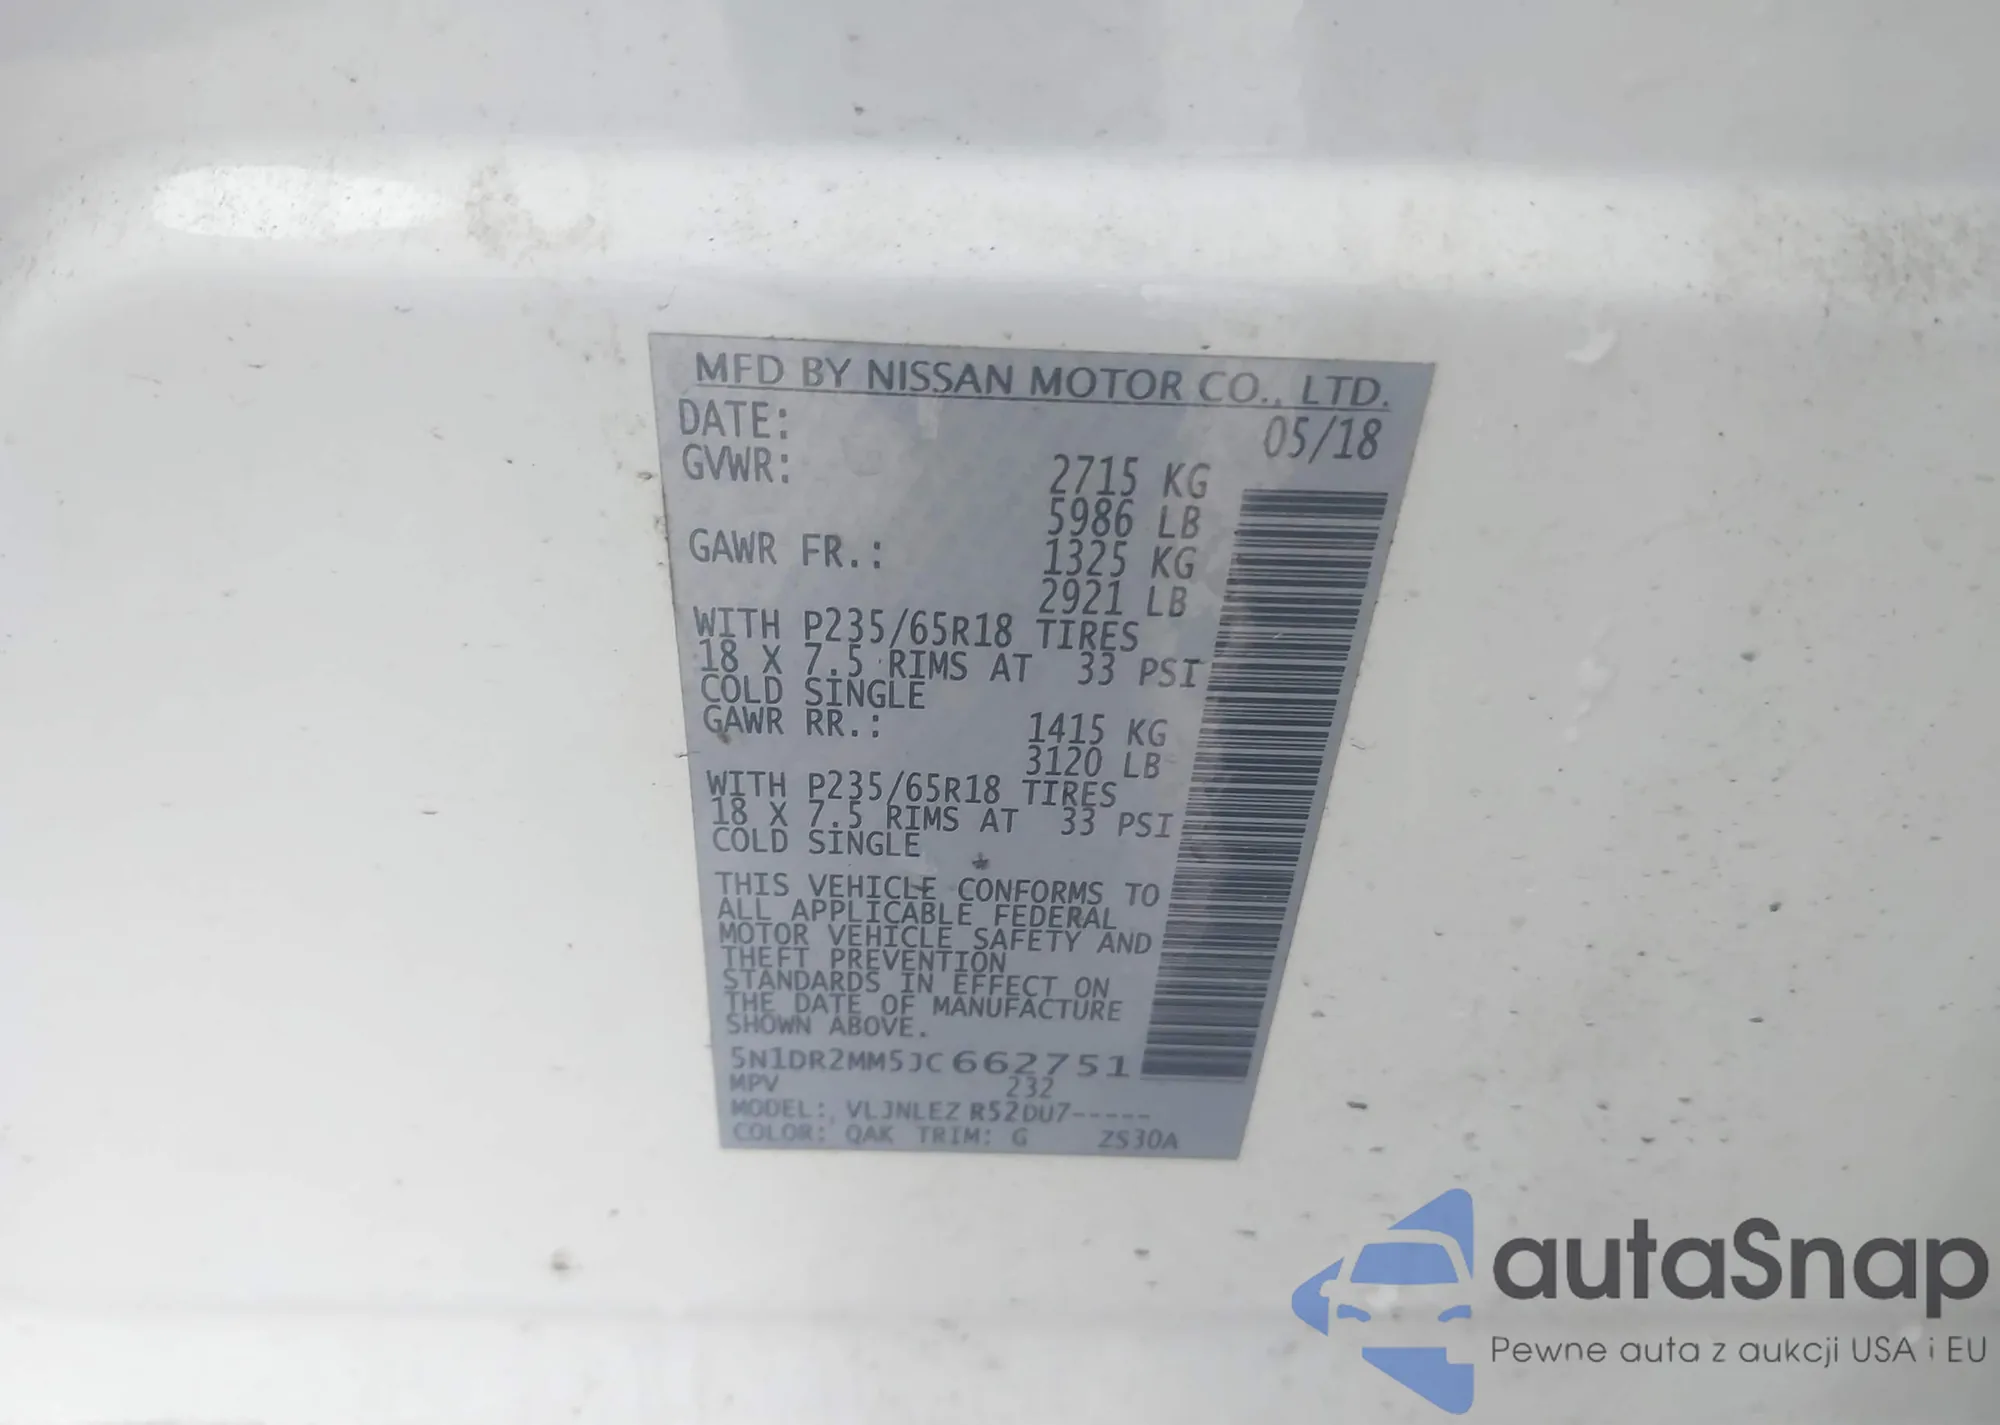 MFD BY NISSAN MOTOR CO., LTD.
DATE: 05/18
GVWR: 2715 KG
5986 LB
GAWR FR.: 1325 KG
2921 LB
WITH P235/65R18 TIRES
18 X 7.5 RIMS AT 33 PSI
COLD SINGLE
GAWR RR.: 1415 KG
3120 LB
WITH P235/65R18 TIRES
18 X 7.5 RIMS AT 33 PSI
COLD SINGLE
THIS VEHICLE CONFORMS TO
ALL APPLICABLE FEDERAL
MOTOR VEHICLE SAFETY AND
THEFT PREVENTION
STANDARDS IN EFFECT ON
THE DATE OF MANUFACTURE
SHOWN ABOVE.
5N1DR2MM5JC662751
MPV 232
MODEL: VLJNLEZ R52DU7-----
COLOR: QAK TRIM: G ZS30A
autaSnap
Pewne auta z aukcji USA i EU